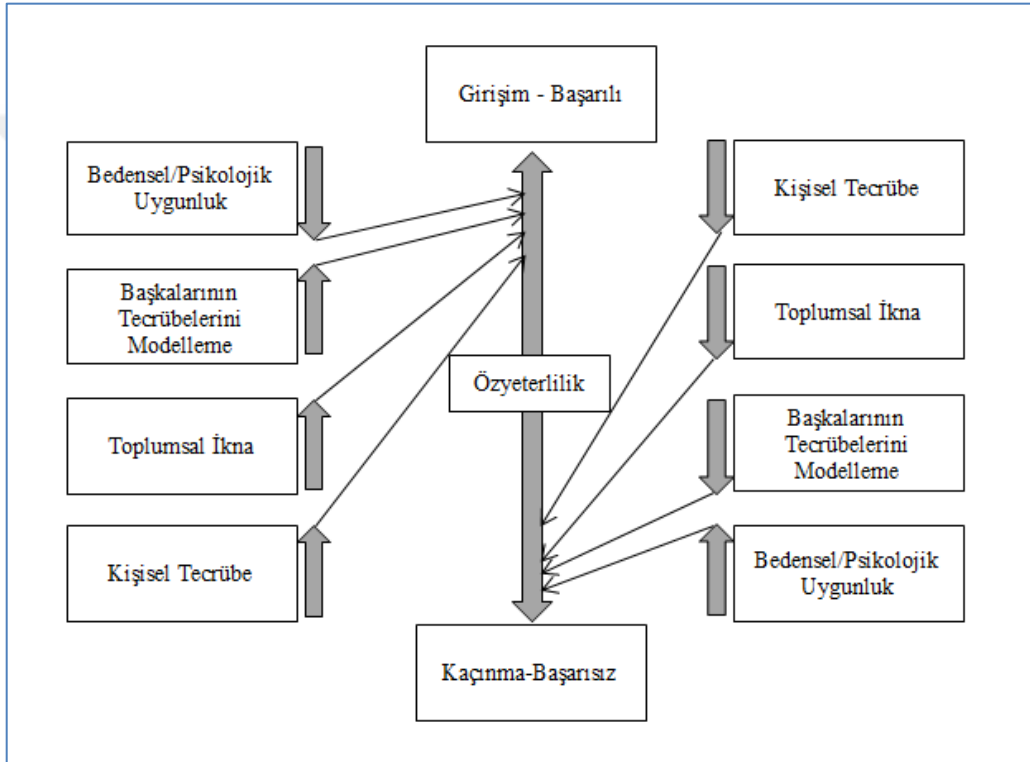 Girişim - Başarılı
Bedensel/Psikolojik
Uygunluk
Başkalarının
Tecrübelerini
Modelleme
Toplumsal İkna
Kişisel Tecrübe
Özyeterlilik
Kişisel Tecrübe
Toplumsal İkna
Başkalarının
Tecrübelerini
Modelleme
Bedensel/Psikolojik
Uygunluk
Kaçınma-Başarısız